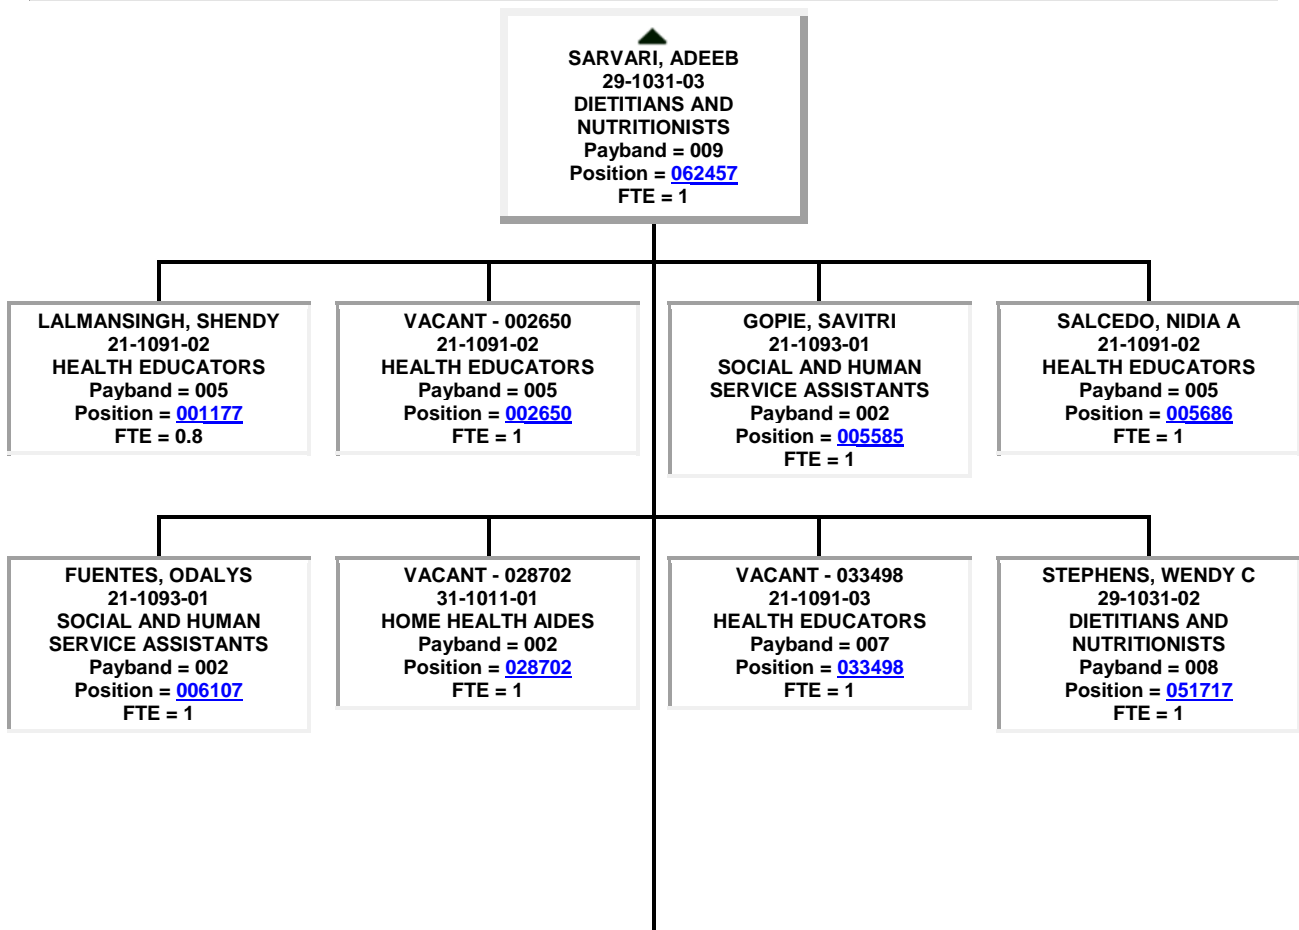 SARVARI, ADEEB
29-1031-03
DIETITIANS AND
NUTRITIONISTS
Payband = 009
Position = 062457
FTE = 1
LALMANSINGH, SHENDY
21-1091-02
HEALTH EDUCATORS
Payband = 005
Position = 001177
FTE = 0.8
VACANT - 002650
21-1091-02
HEALTH EDUCATORS
Payband = 005
Position = 002650
FTE = 1
GOPIE, SAVITRI
21-1093-01
SOCIAL AND HUMAN
SERVICE ASSISTANTS
Payband = 002
Position = 005585
FTE = 1
SALCEDO, NIDIA A
21-1091-02
HEALTH EDUCATORS
Payband = 005
Position = 005686
FTE = 1
FUENTES, ODALYS
21-1093-01
SOCIAL AND HUMAN
SERVICE ASSISTANTS
Payband = 002
Position = 006107
FTE = 1
VACANT - 028702
31-1011-01
HOME HEALTH AIDES
Payband = 002
Position = 028702
FTE = 1
VACANT - 033498
21-1091-03
HEALTH EDUCATORS
Payband = 007
Position = 033498
FTE = 1
STEPHENS, WENDY C
29-1031-02
DIETITIANS AND
NUTRITIONISTS
Payband = 008
Position = 051717
FTE = 1